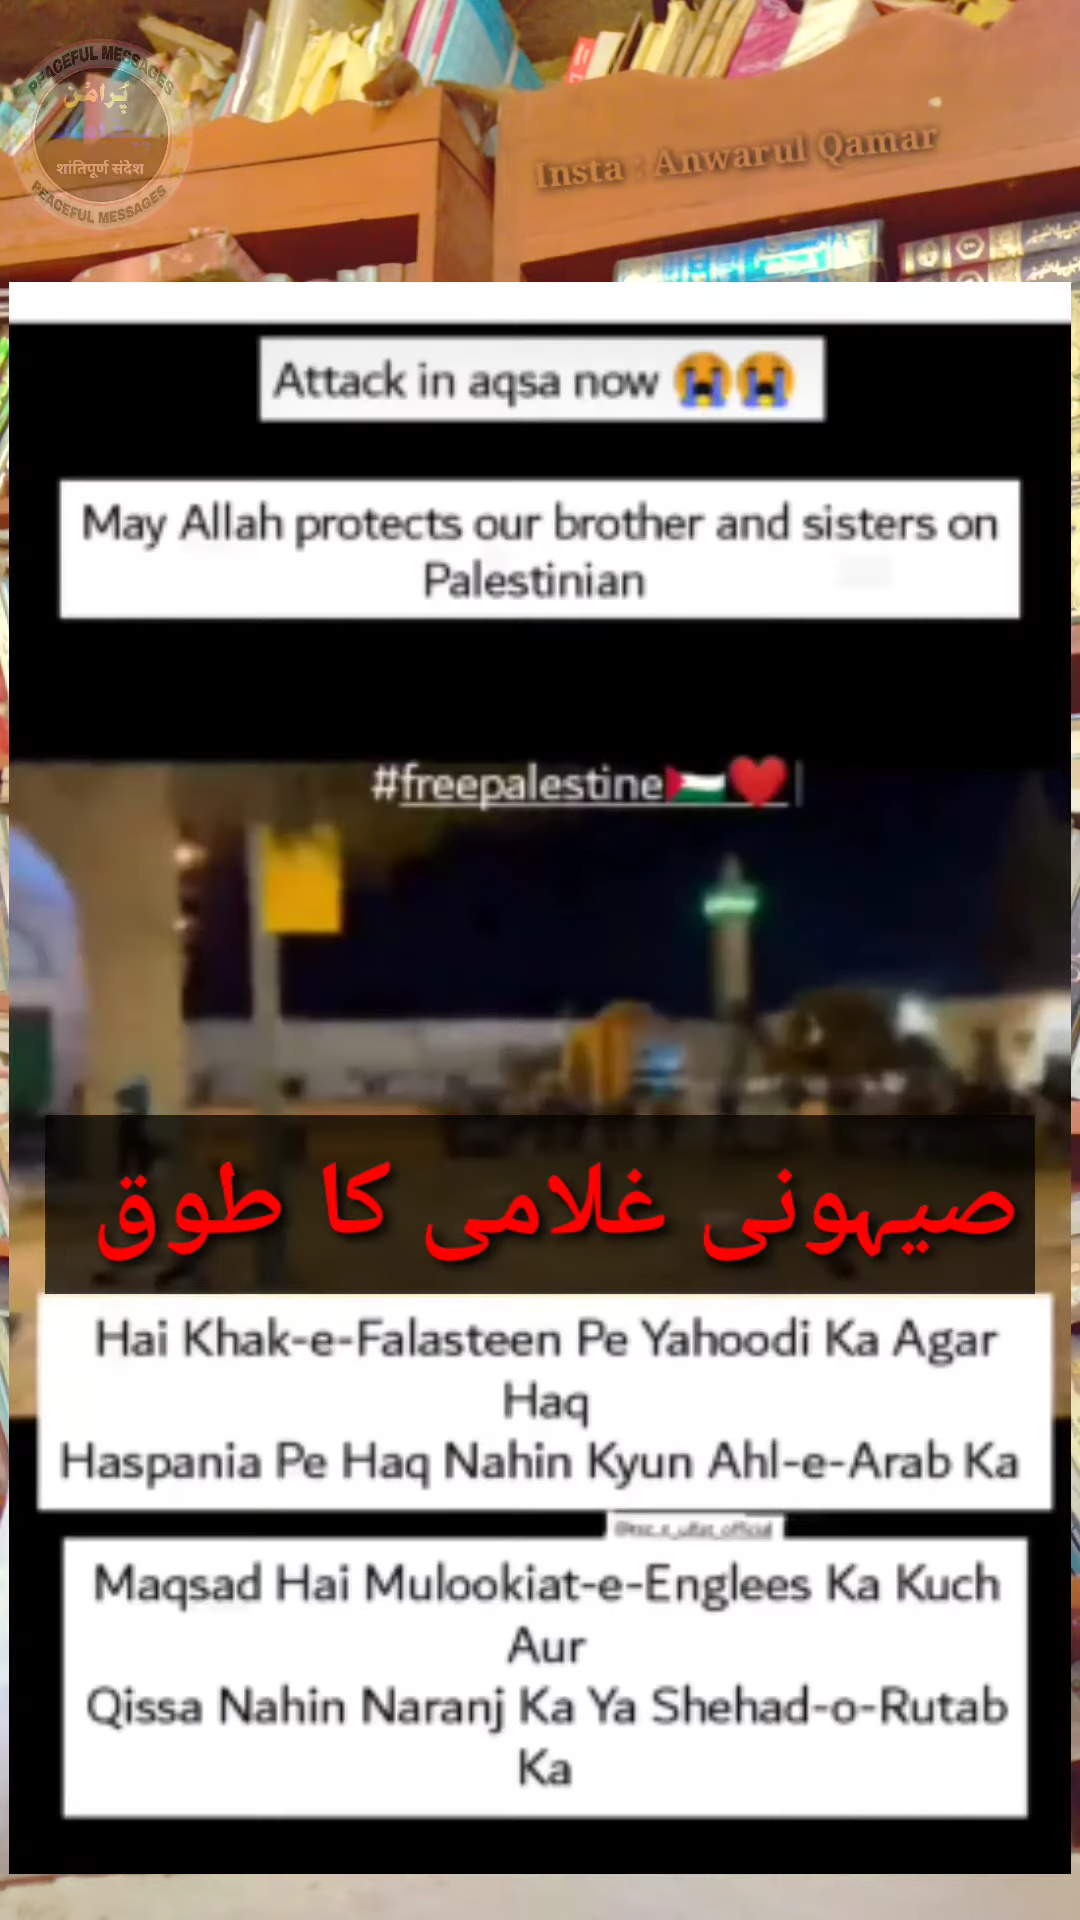 PEACEFUL MESSAGES
پُرامن
शांतिपूर्ण संदेश
PEACEFUL MESSAGES
Insta : Anwarul Qamar
Attack in aqsa now 😭😭
May Allah protects our brother and sisters on
Palestinian
#freepalestine🇵🇸❤️
صیہونی غلامی کا طوق
Hai Khak-e-Falasteen Pe Yahoodi Ka Agar
Haq
Haspania Pe Haq Nahin Kyun Ahl-e-Arab Ka
Maqsad Hai Mulookiat-e-Englees Ka Kuch
Aur
Qissa Nahin Naranj Ka Ya Shehad-o-Rutab
Ka